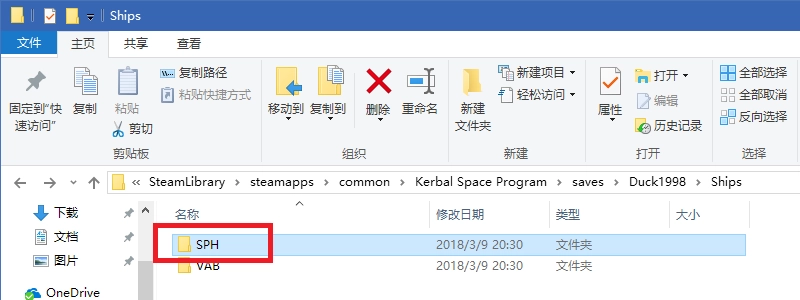 Ships
文件 主页 共享 查看
固定到"快速访问"
复制
粘贴
复制路径
粘贴快捷方式
剪切
剪贴板
移动到
复制到
删除
重命名
组织
新建文件夹
新建项目
轻松访问
新建
属性
打开
编辑
历史记录
打开
全部选择
全部取消
反向选择
选择
« SteamLibrary > steamapps > common > Kerbal Space Program > saves > Duck1998 > Ships
下载
文档
图片
OneDrive
名称 修改日期 类型 大小
SPH 2018/3/9 20:30 文件夹
VAB 2018/3/9 20:30 文件夹